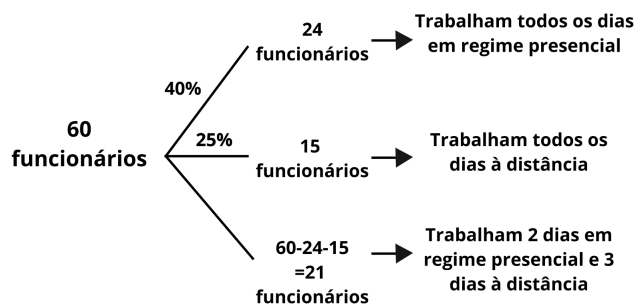 60
funcionários
40%
25%
24
funcionários
Trabalham todos os dias
em regime presencial
15
funcionários
Trabalham todos os
dias à distância
60-24-15
=21
funcionários
Trabalham 2 dias em
regime presencial e 3
dias à distância